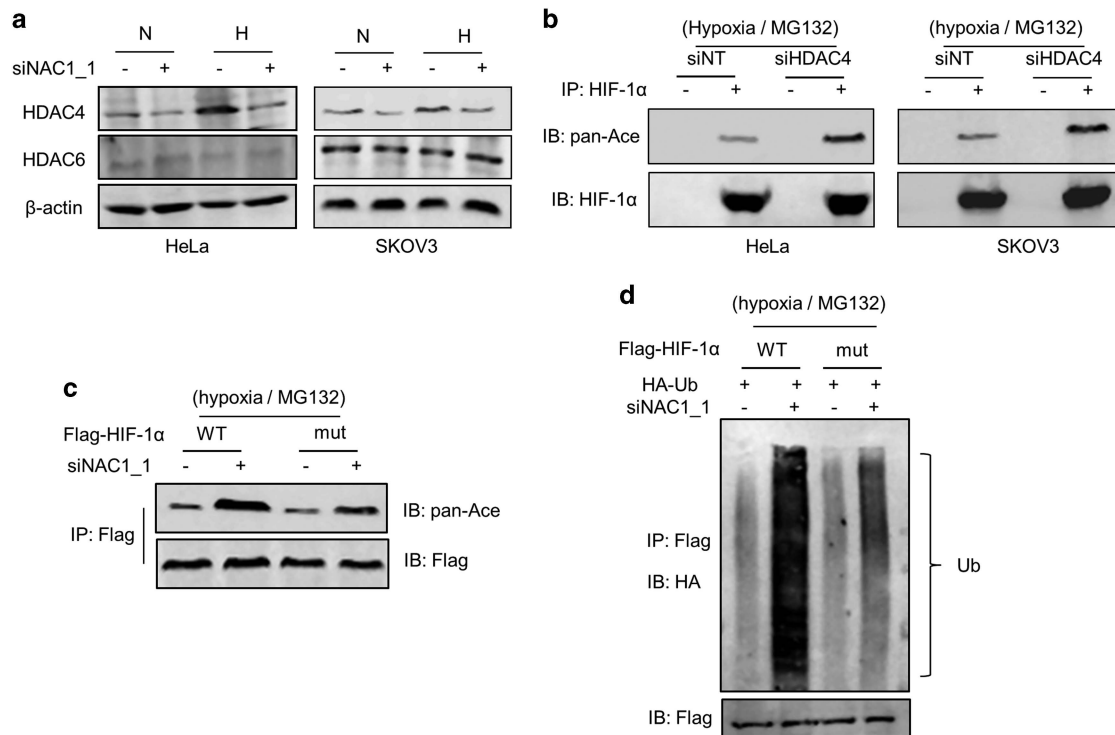 a
N H N H
siNAC1_1 - + - + - + - +
HDAC4
HDAC6
β-actin
HeLa SKOV3
b
(Hypoxia / MG132) (hypoxia / MG132)
siNT siHDAC4 siNT siHDAC4
IP: HIF-1α - + - + - + - +
IB: pan-Ace
IB: HIF-1α
HeLa SKOV3
c
(hypoxia / MG132)
Flag-HIF-1α WT mut
siNAC1_1 - + - +
IP: Flag
IB: pan-Ace
IB: Flag
d
(hypoxia / MG132)
Flag-HIF-1α WT mut
HA-Ub + + + +
siNAC1_1 - + - +
IP: Flag
IB: HA
Ub
IB: Flag